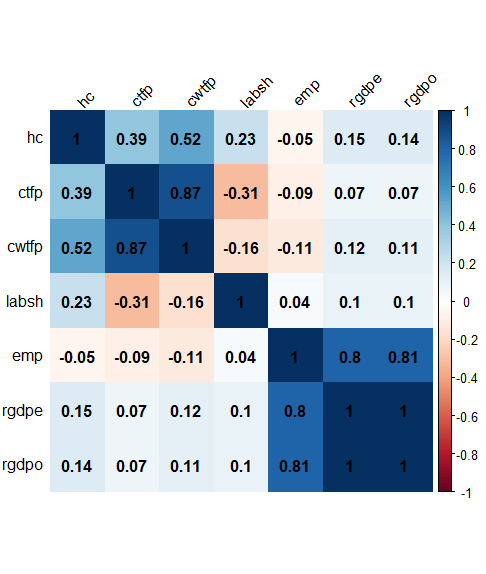 hc ctfp cwtfp labsh emp rgdpe rgdpo
hc 1 0.39 0.52 0.23 -0.05 0.15 0.14
ctfp 0.39 1 0.87 -0.31 -0.09 0.07 0.07
cwtfp 0.52 0.87 1 -0.16 -0.11 0.12 0.11
labsh 0.23 -0.31 -0.16 1 0.04 0.1 0.1
emp -0.05 -0.09 -0.11 0.04 1 0.8 0.81
rgdpe 0.15 0.07 0.12 0.1 0.8 1 1
rgdpo 0.14 0.07 0.11 0.1 0.81 1 1
1
0.8
0.6
0.4
0.2
0
-0.2
-0.4
-0.6
-0.8
-1